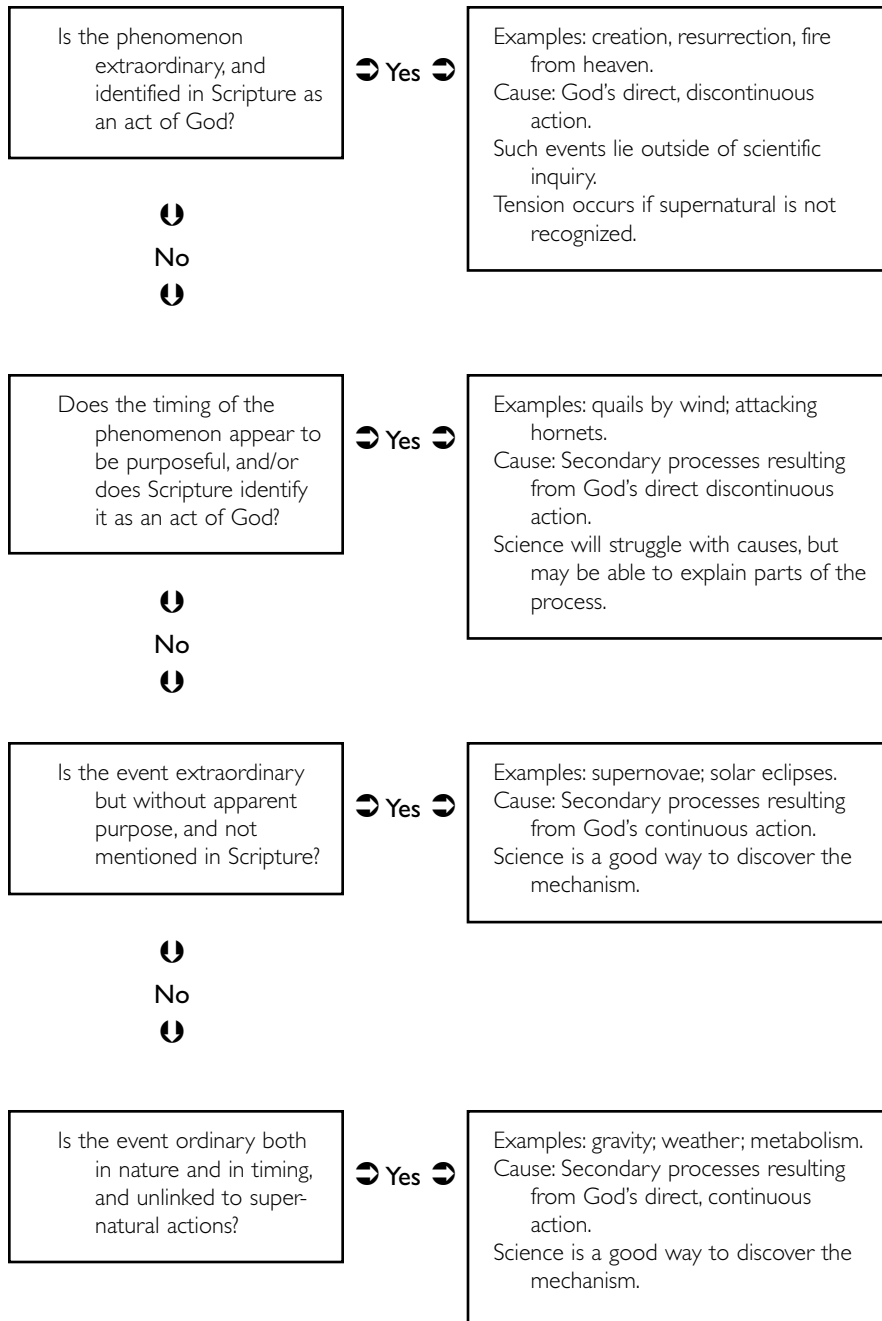 Is the phenomenon
extraordinary, and
identified in Scripture as
an act of God?
➲ Yes ➲
Examples: creation, resurrection, fire
from heaven.
Cause: God's direct, discontinuous
action.
Such events lie outside of scientific
inquiry.
Tension occurs if supernatural is not
recognized.
No
Does the timing of the
phenomenon appear to
be purposeful, and/or
does Scripture identify
it as an act of God?
➲ Yes ➲
Examples: quails by wind; attacking
hornets.
Cause: Secondary processes resulting
from God's direct discontinuous
action.
Science will struggle with causes, but
may be able to explain parts of the
process.
No
Is the event extraordinary
but without apparent
purpose, and not
mentioned in Scripture?
➲ Yes ➲
Examples: supernovae; solar eclipses.
Cause: Secondary processes resulting
from God's continuous action.
Science is a good way to discover the
mechanism.
No
Is the event ordinary both
in nature and in timing,
and unlinked to super-
natural actions?
➲ Yes ➲
Examples: gravity; weather; metabolism.
Cause: Secondary processes resulting
from God's direct, continuous
action.
Science is a good way to discover the
mechanism.